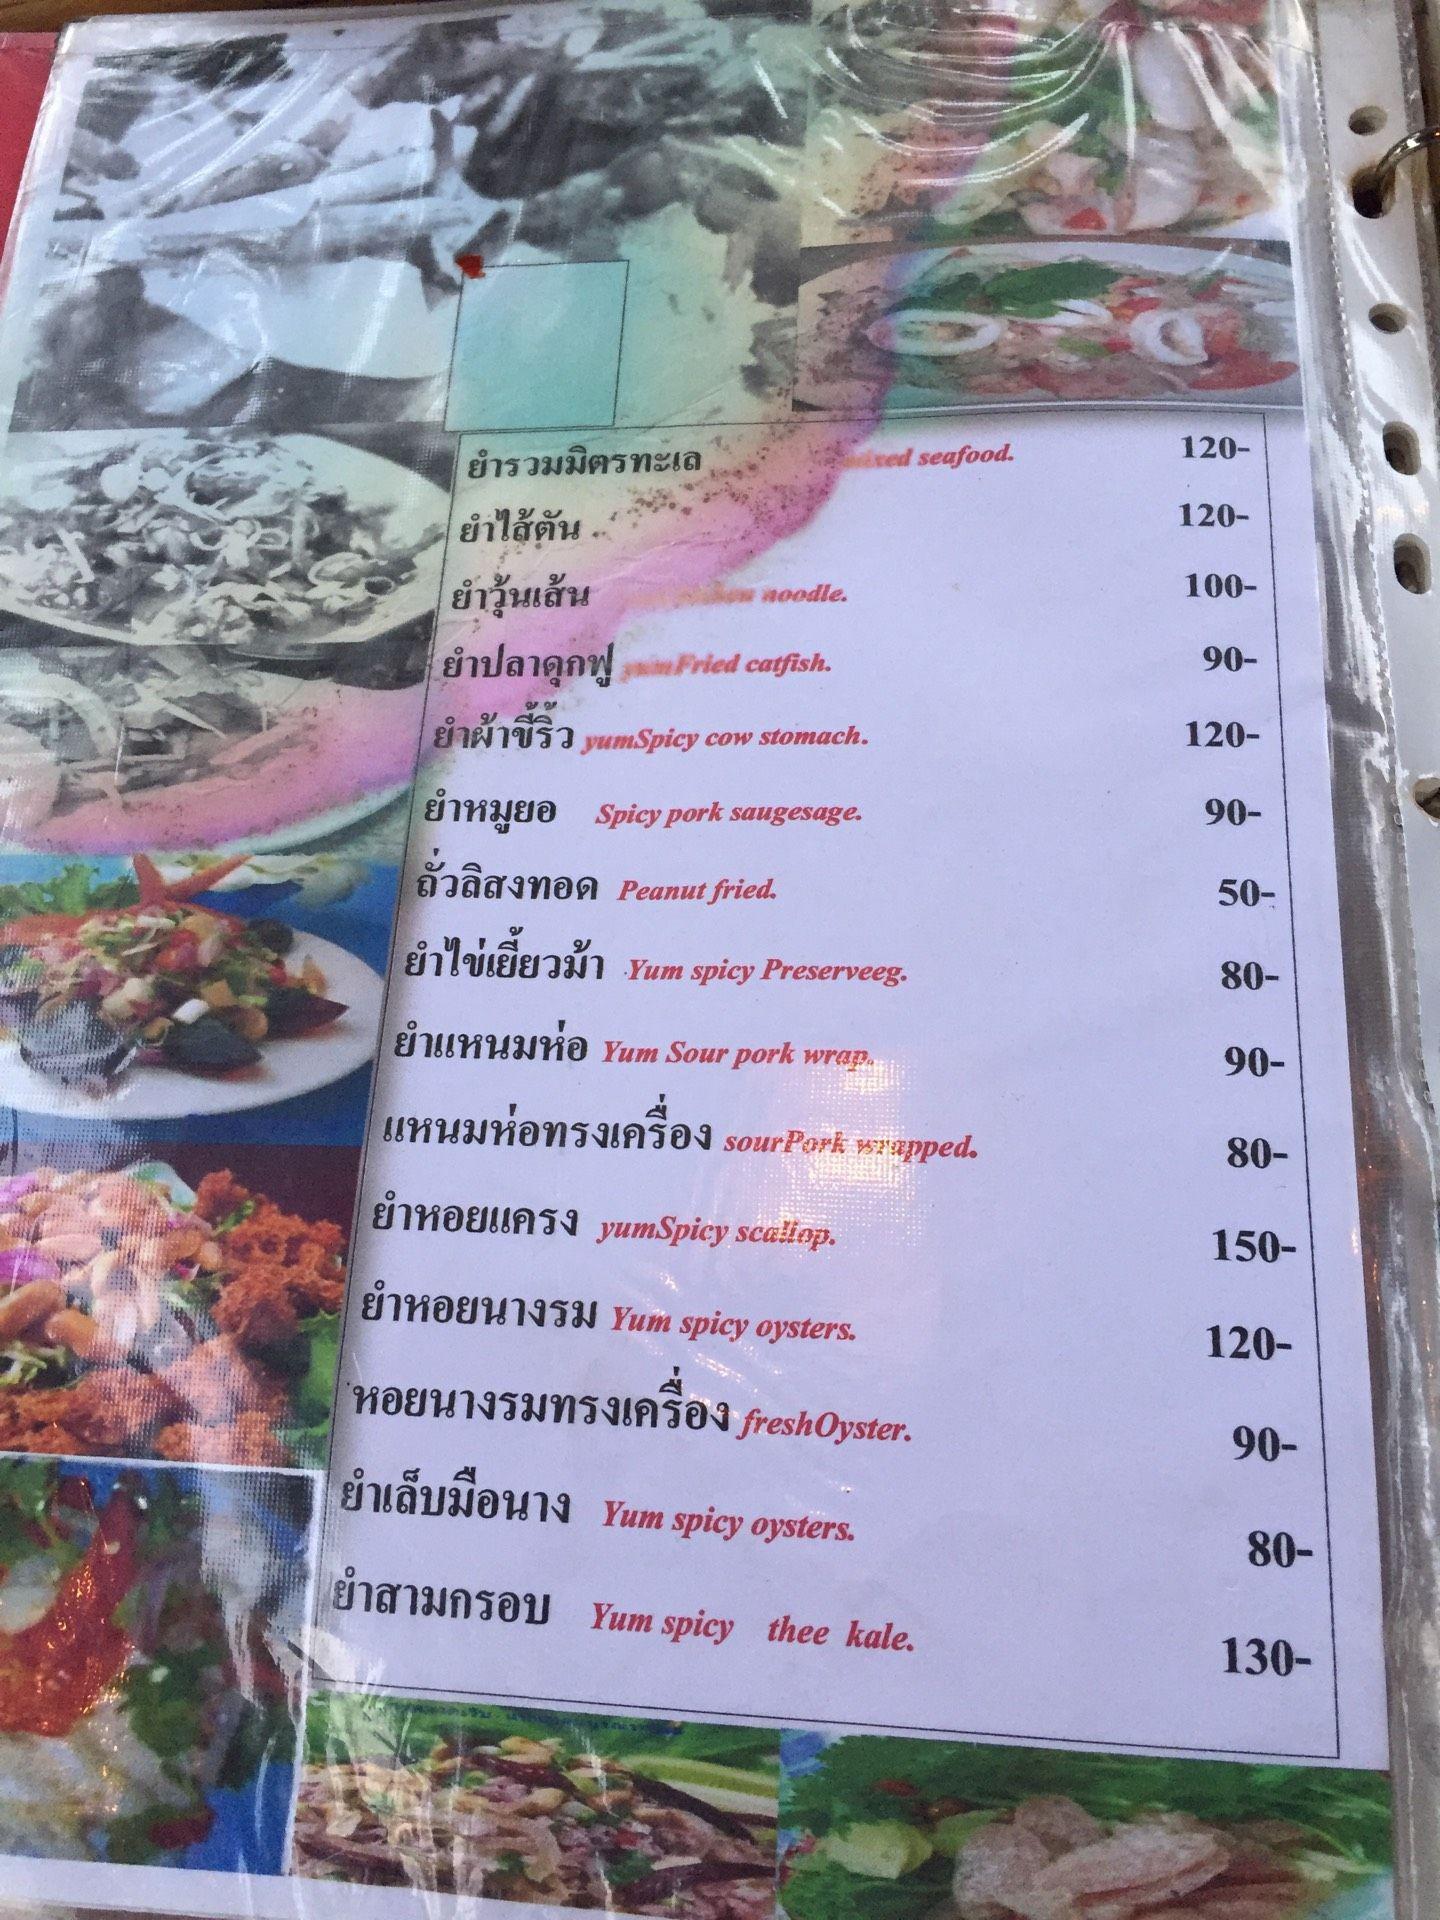 ยำรวมมิตรทะเล mixed seafood. 120-
ยำไส้ตัน 120-
ยำวุ้นเส้น noodle. 100-
ยำปลาดุกฟู yumFried catfish. 90-
ยำผ้าขี้ริ้ว yumSpicy cow stomach. 120-
ยำหมูยอ Spicy pork saugesage. 90-
ถั่วลิสงทอด Peanut fried. 50-
ยำไข่เยี้ยวม้า Yum spicy Preserveeg. 80-
ยำแหนมห่อ Yum Sour pork wrap. 90-
แหนมห่อทรงเครื่อง sourPork wrapped. 80-
ยำหอยแครง yumSpicy scallop. 150-
ยำหอยนางรม Yum spicy oysters. 120-
หอยนางรมทรงเครื่อง freshOyster. 90-
ยำเล็บมือนาง Yum spicy oysters. 80-
ยำสามกรอบ Yum spicy thee kale. 130-